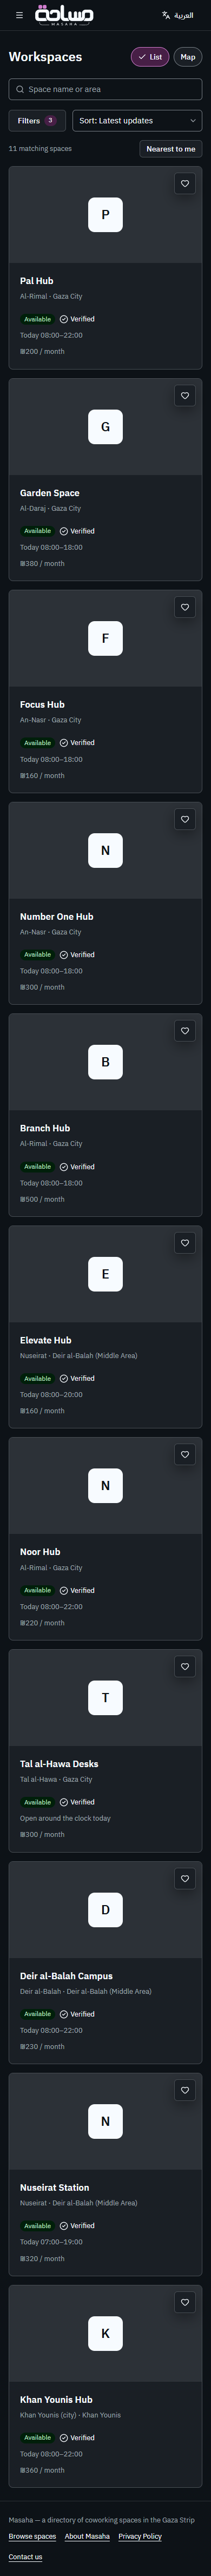 مساحة
MASAHA
العربية
Workspaces
List
Map
Space name or area
Filters 3
Sort: Latest updates
11 matching spaces
Nearest to me
P
Pal Hub
Al-Rimal · Gaza City
Available Verified
Today 08:00–22:00
₪200 / month
G
Garden Space
Al-Daraj · Gaza City
Available Verified
Today 08:00–18:00
₪380 / month
F
Focus Hub
An-Nasr · Gaza City
Available Verified
Today 08:00–18:00
₪160 / month
N
Number One Hub
An-Nasr · Gaza City
Available Verified
Today 08:00–18:00
₪300 / month
B
Branch Hub
Al-Rimal · Gaza City
Available Verified
Today 08:00–18:00
₪500 / month
E
Elevate Hub
Nuseirat · Deir al-Balah (Middle Area)
Available Verified
Today 08:00–20:00
₪160 / month
N
Noor Hub
Al-Rimal · Gaza City
Available Verified
Today 08:00–22:00
₪220 / month
T
Tal al-Hawa Desks
Tal al-Hawa · Gaza City
Available Verified
Open around the clock today
₪300 / month
D
Deir al-Balah Campus
Deir al-Balah · Deir al-Balah (Middle Area)
Available Verified
Today 08:00–22:00
₪230 / month
N
Nuseirat Station
Nuseirat · Deir al-Balah (Middle Area)
Available Verified
Today 07:00–19:00
₪320 / month
K
Khan Younis Hub
Khan Younis (city) · Khan Younis
Available Verified
Today 08:00–22:00
₪360 / month
Masaha — a directory of coworking spaces in the Gaza Strip
Browse spaces About Masaha Privacy Policy
Contact us